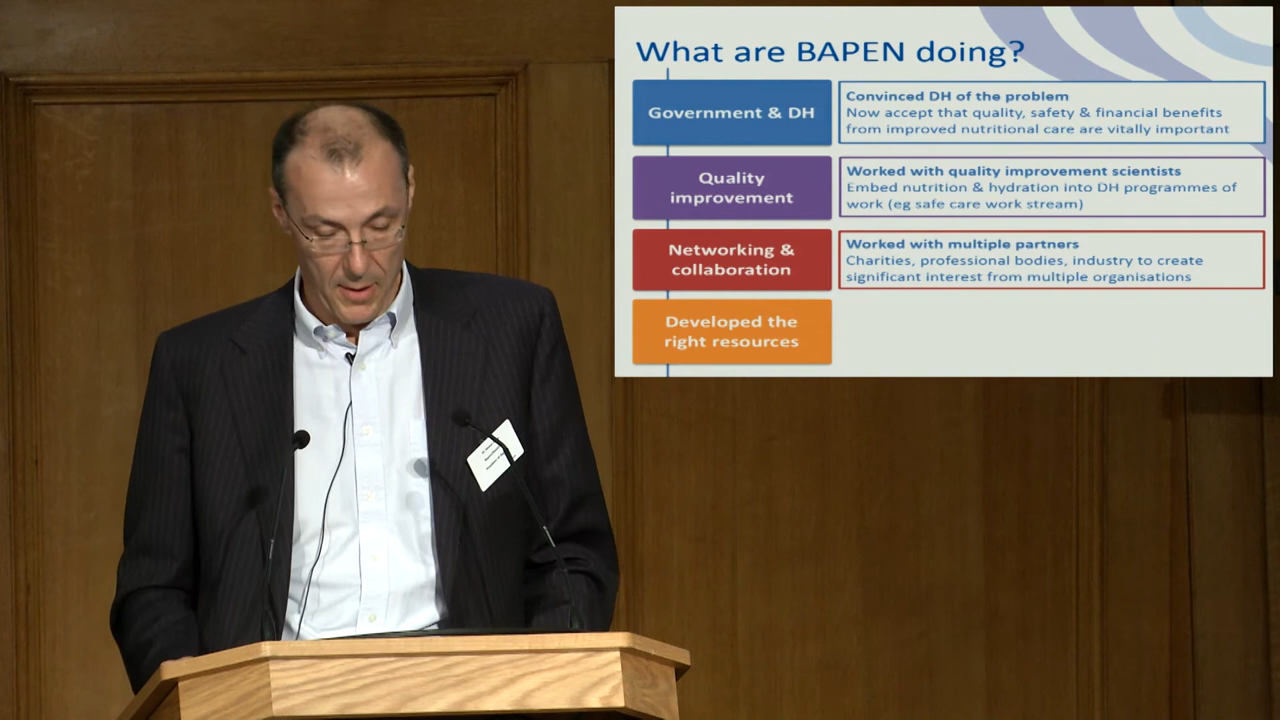 What are BAPEN doing?
Government & DH
Convinced DH of the problem
Now accept that quality, safety & financial benefits
from improved nutritional care are vitally important
Quality
improvement
Worked with quality improvement scientists
Embed nutrition & hydration into DH programmes of
work (eg safe care work stream)
Networking &
collaboration
Worked with multiple partners
Charities, professional bodies, industry to create
significant interest from multiple organisations
Developed the
right resources